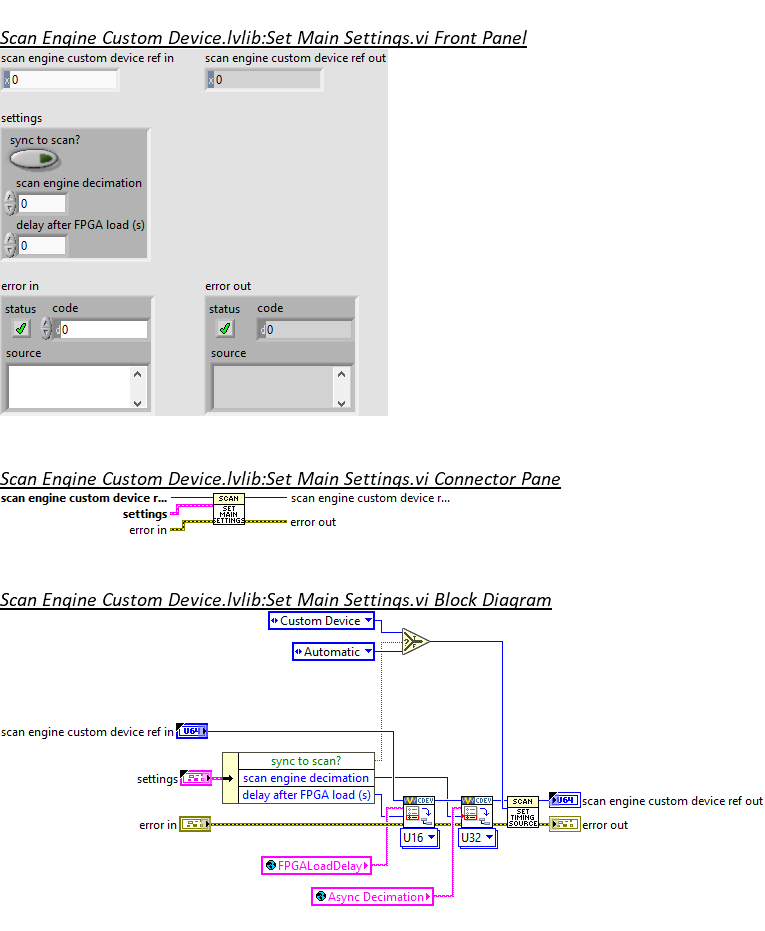 Scan Engine Custom Device.lvlib:Set Main Settings.vi Front Panel
scan engine custom device ref in
scan engine custom device ref out
x 0
x 0
settings
sync to scan?
scan engine decimation
0
delay after FPGA load (s)
0
error in
error out
status
code
status
code
d 0
d 0
source
source
Scan Engine Custom Device.lvlib:Set Main Settings.vi Connector Pane
scan engine custom device r...
SCAN
scan engine custom device r...
settings
SET
MAIN
SETTINGS
error in
error out
Scan Engine Custom Device.lvlib:Set Main Settings.vi Block Diagram
Custom Device
T
?
F
Automatic
scan engine custom device ref in
U64
sync to scan?
settings
scan engine decimation
delay after FPGA load (s)
CDEV
CDEV
SCAN
U64
scan engine custom device ref out
SET
TIMING
SOURCE
error in
error out
U16
U32
FPGALoadDelay
Async Decimation